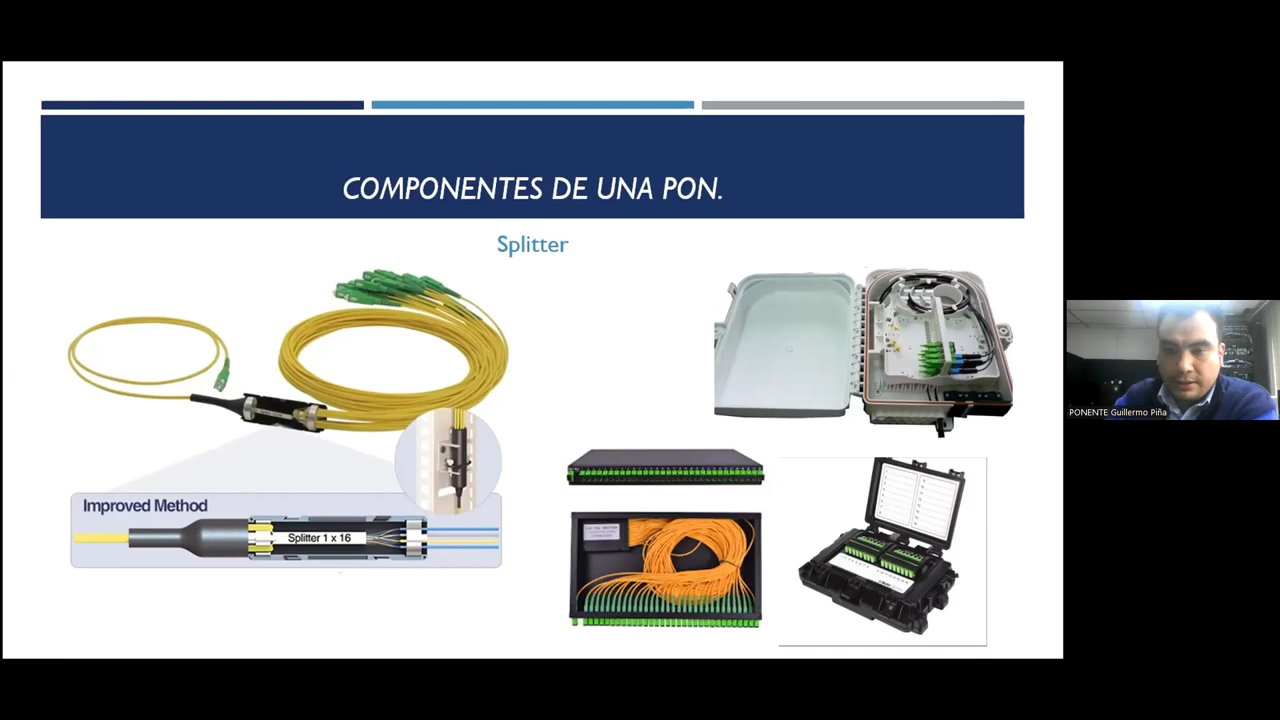 COMPONENTES DE UNA PON.
Splitter
Improved Method
Splitter 1 x 16
PONENTE Guillermo Piña